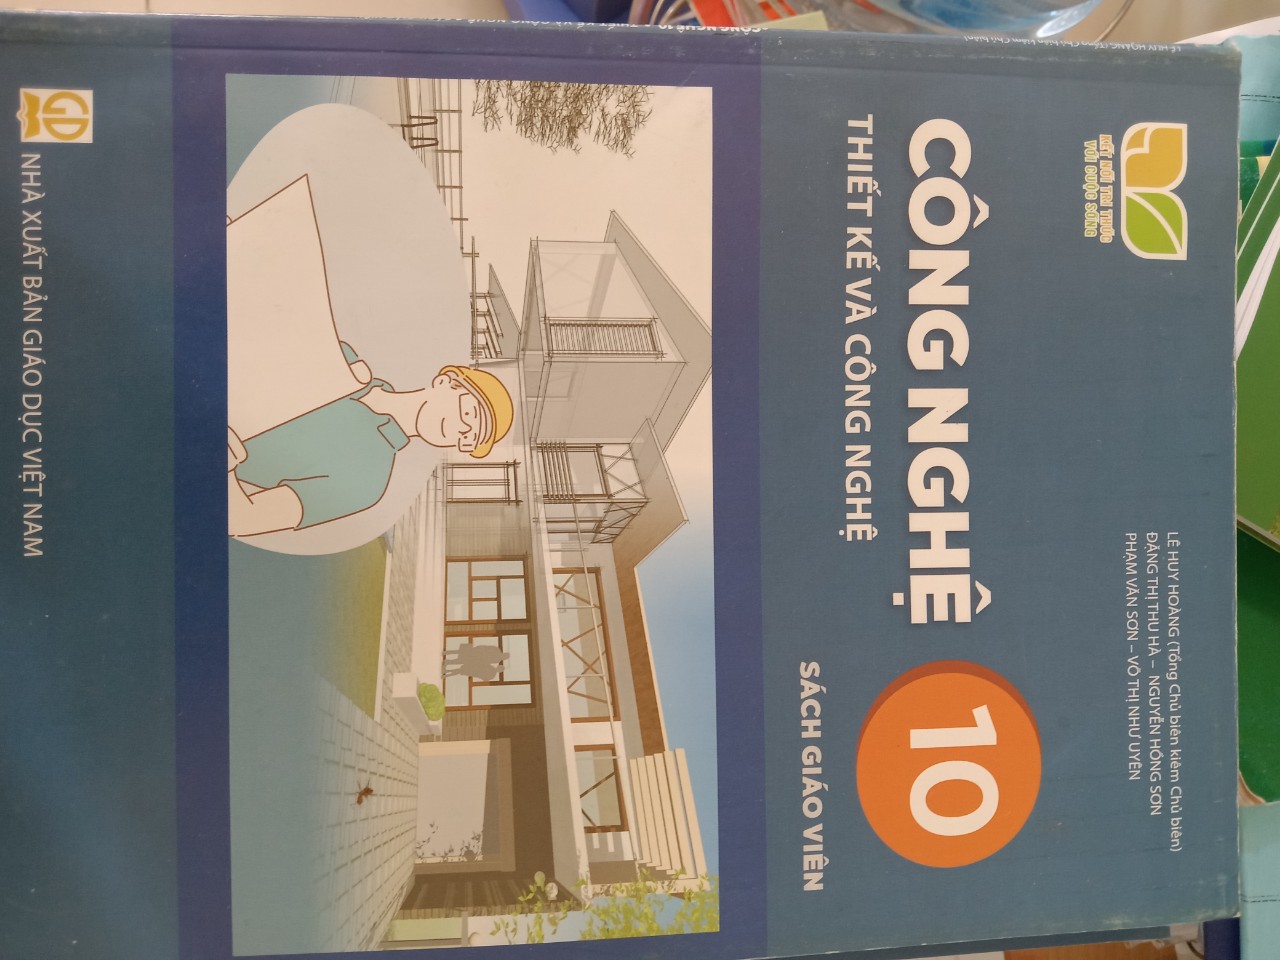 LÊ HUY HOÀNG (Tổng Chủ biên kiêm Chủ biên)
ĐẶNG THỊ THU HÀ – NGUYỄN HỒNG SƠN
PHẠM VĂN SƠN – VÕ THỊ NHƯ UYÊN
KẾT NỐI TRI THỨC
VỚI CUỘC SỐNG
CÔNG NGHỆ 10
THIẾT KẾ VÀ CÔNG NGHỆ
SÁCH GIÁO VIÊN
GD
NHÀ XUẤT BẢN GIÁO DỤC VIỆT NAM